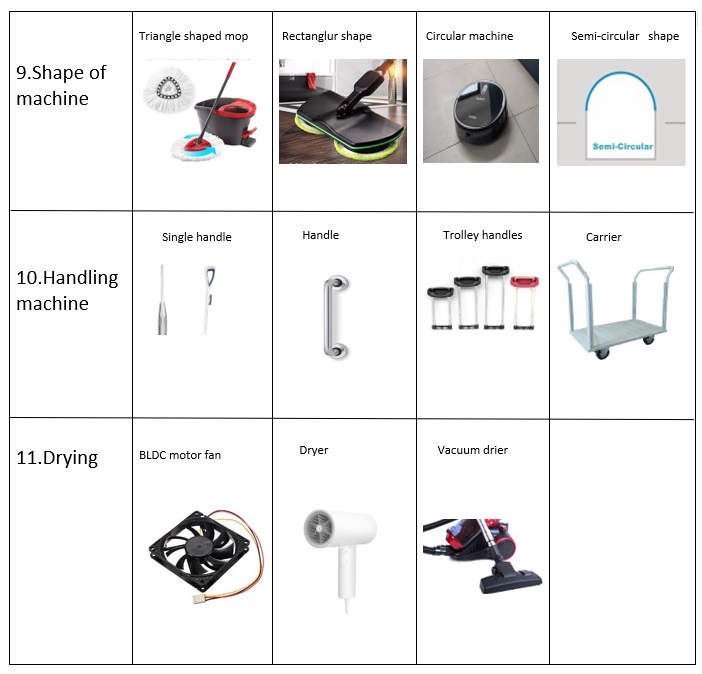 Triangle shaped mop
Rectanglur shape
Circular machine
Semi-circular shape
9.Shape of
machine
Semi-Circular
Single handle
Handle
Trolley handles
Carrier
10.Handling
machine
11.Drying
BLDC motor fan
Dryer
Vacuum drier